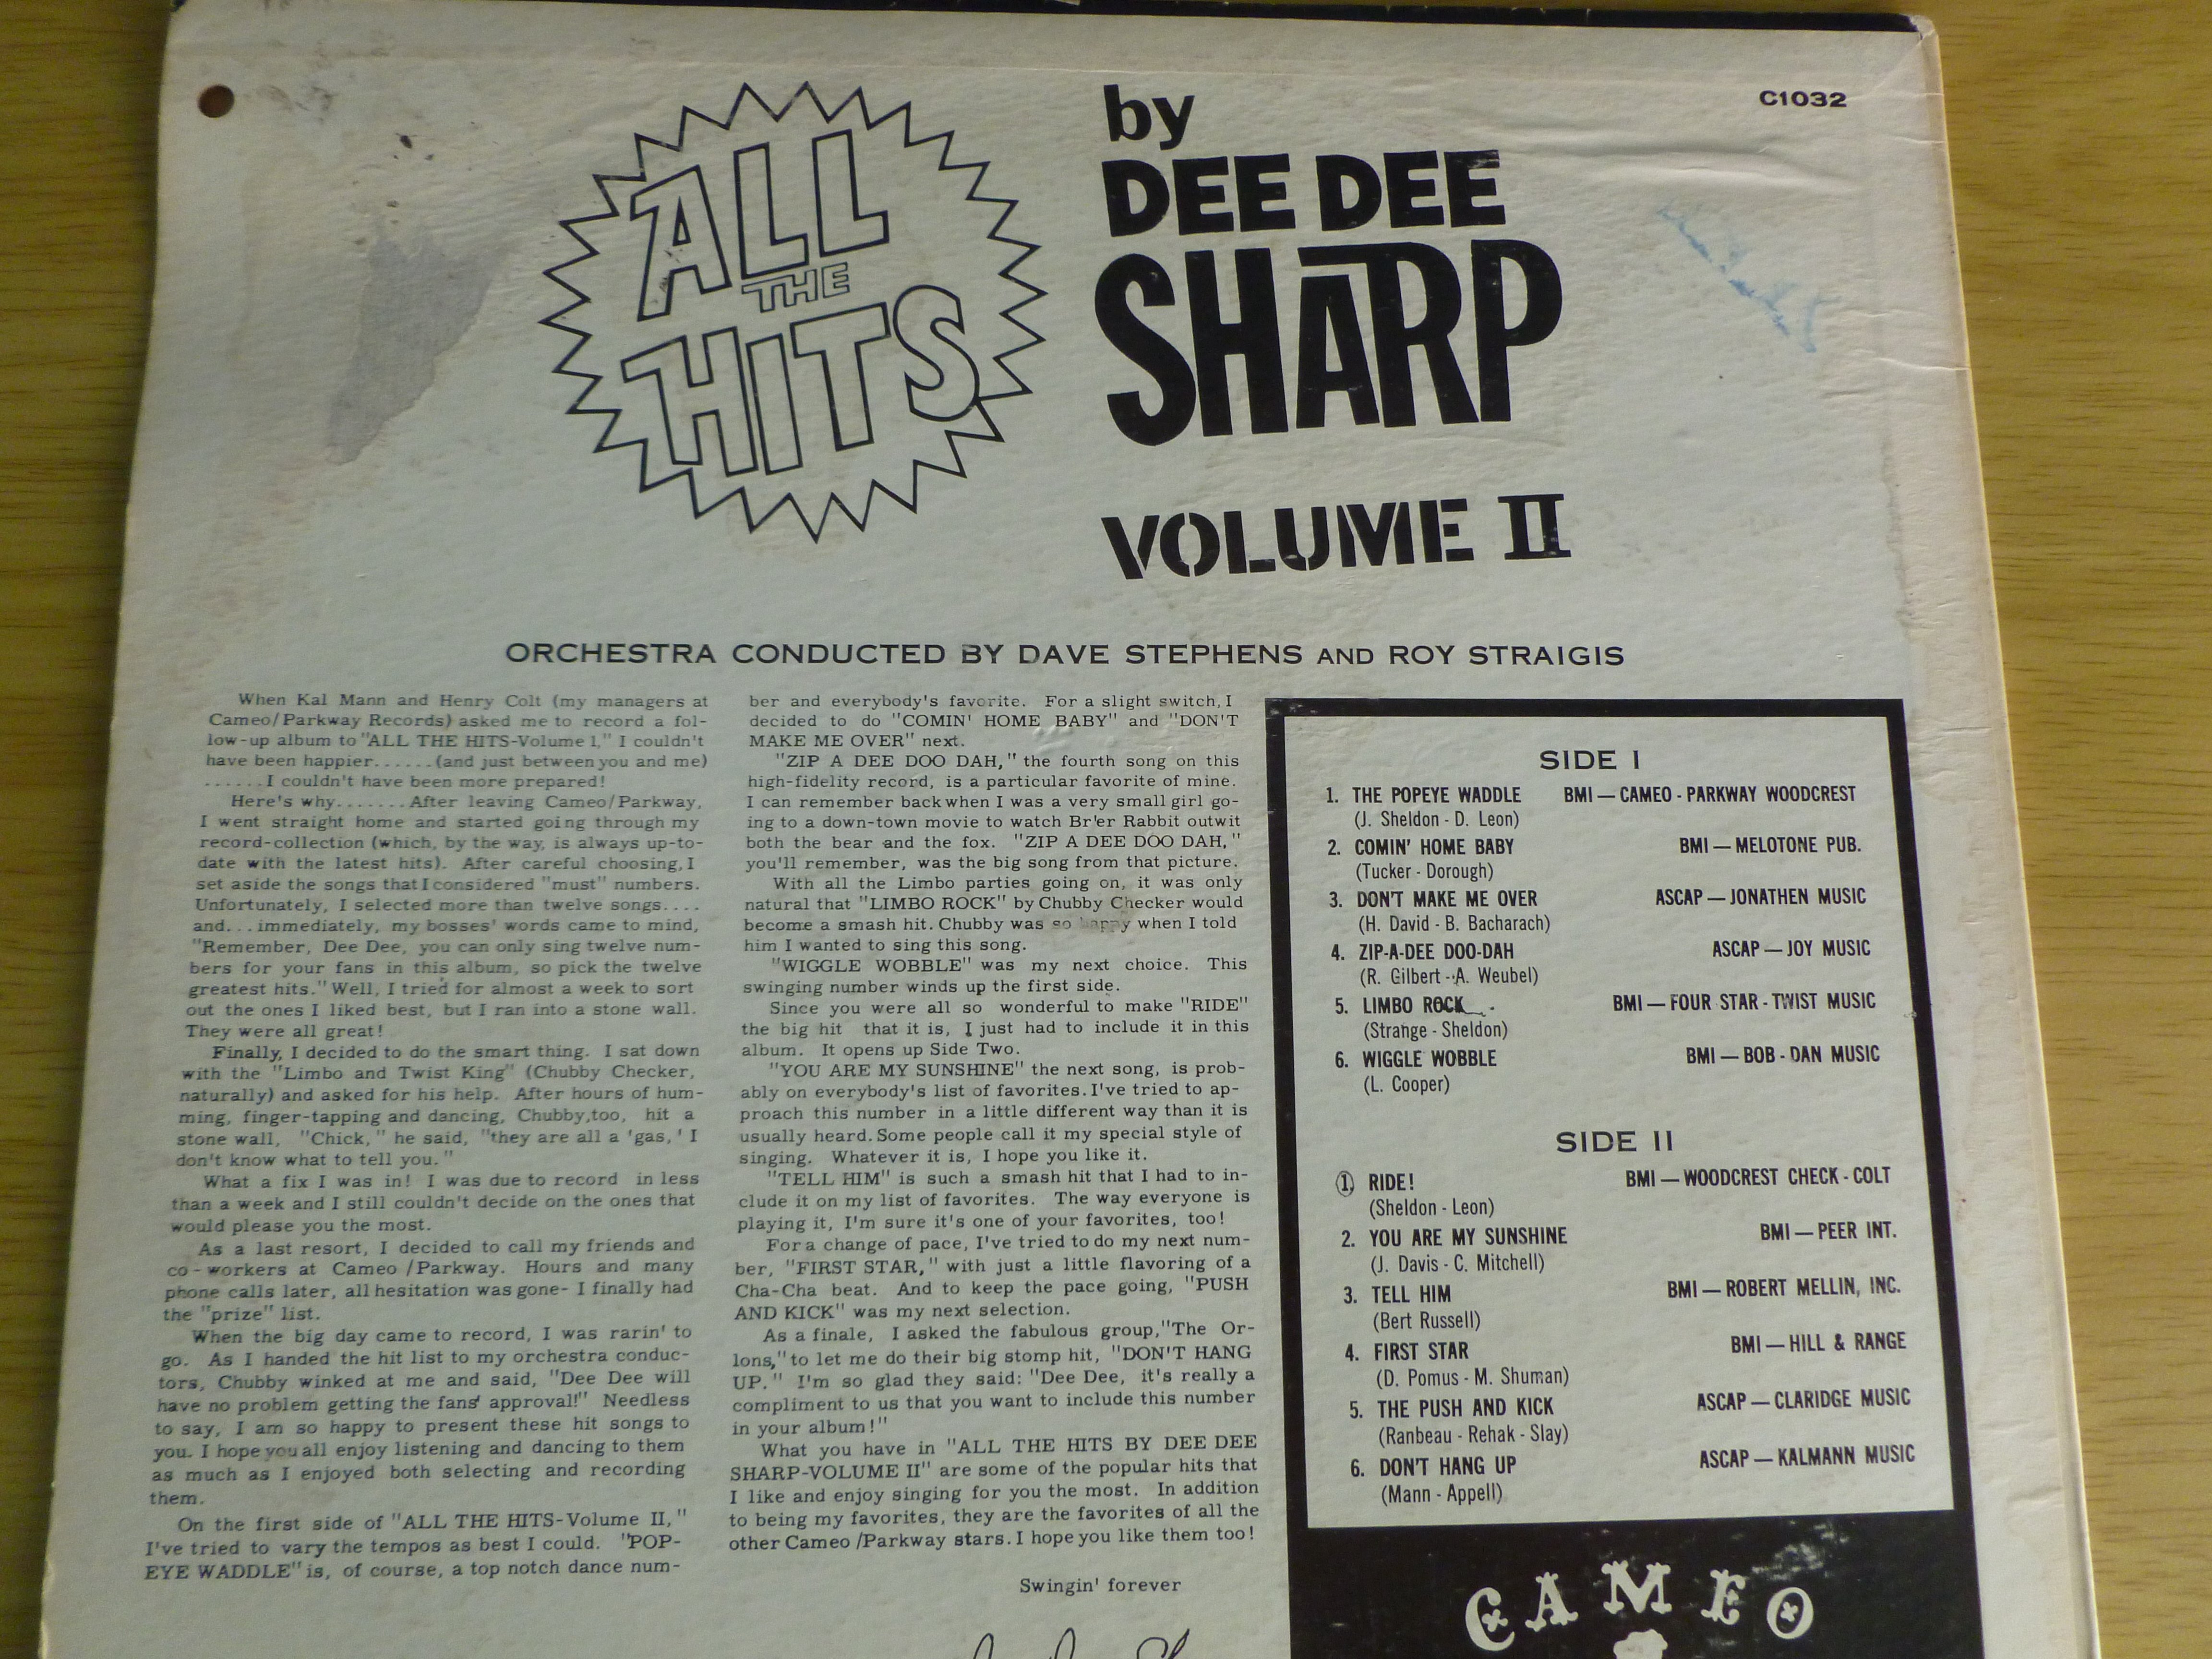 C1032
ALL
THE
HITS
by
DEE DEE
SHARP
VOLUME II
ORCHESTRA CONDUCTED BY DAVE STEPHENS AND ROY STRAIGIS
When Kal Mann and Henry Colt (my managers at
Cameo/Parkway Records) asked me to record a fol-
low-up album to "ALL THE HITS-Volume 1," I couldn't
have been happier......(and just between you and me)
......I couldn't have been more prepared!
Here's why.......After leaving Cameo/Parkway,
I went straight home and started going through my
record-collection (which, by the way, is always up-to-
date with the latest hits). After careful choosing, I
set aside the songs that I considered "must" numbers.
Unfortunately, I selected more than twelve songs....
and...immediately, my bosses' words came to mind,
"Remember, Dee Dee, you can only sing twelve num-
bers for your fans in this album, so pick the twelve
greatest hits." Well, I tried for almost a week to sort
out the ones I liked best, but I ran into a stone wall.
They were all great!
Finally, I decided to do the smart thing. I sat down
with the "Limbo and Twist King" (Chubby Checker,
naturally) and asked for his help. After hours of hum-
ming, finger-tapping and dancing, Chubby,too, hit a
stone wall, "Chick," he said, "they are all a 'gas,' I
don't know what to tell you."
What a fix I was in! I was due to record in less
than a week and I still couldn't decide on the ones that
would please you the most.
As a last resort, I decided to call my friends and
co-workers at Cameo /Parkway. Hours and many
phone calls later, all hesitation was gone- I finally had
the "prize" list.
When the big day came to record, I was rarin' to
go. As I handed the hit list to my orchestra conduc-
tors, Chubby winked at me and said, "Dee Dee will
have no problem getting the fans' approval!" Needless
to say, I am so happy to present these hit songs to
you. I hope you all enjoy listening and dancing to them
as much as I enjoyed both selecting and recording
them.
On the first side of "ALL THE HITS-Volume II,"
I've tried to vary the tempos as best I could. "POP-
EYE WADDLE" is, of course, a top notch dance num-
ber and everybody's favorite. For a slight switch, I
decided to do "COMIN' HOME BABY" and "DON'T
MAKE ME OVER" next.
"ZIP A DEE DOO DAH," the fourth song on this
high-fidelity record, is a particular favorite of mine.
I can remember back when I was a very small girl go-
ing to a down-town movie to watch Br'er Rabbit outwit
both the bear and the fox. "ZIP A DEE DOO DAH,"
you'll remember, was the big song from that picture.
With all the Limbo parties going on, it was only
natural that "LIMBO ROCK" by Chubby Checker would
become a smash hit. Chubby was so happy when I told
him I wanted to sing this song.
"WIGGLE WOBBLE" was my next choice. This
swinging number winds up the first side.
Since you were all so wonderful to make "RIDE"
the big hit that it is, I just had to include it in this
album. It opens up Side Two.
"YOU ARE MY SUNSHINE" the next song, is prob-
ably on everybody's list of favorites. I've tried to ap-
proach this number in a little different way than it is
usually heard. Some people call it my special style of
singing. Whatever it is, I hope you like it.
"TELL HIM" is such a smash hit that I had to in-
clude it on my list of favorites. The way everyone is
playing it, I'm sure it's one of your favorites, too!
For a change of pace, I've tried to do my next num-
ber, "FIRST STAR," with just a little flavoring of a
Cha-Cha beat. And to keep the pace going, "PUSH
AND KICK" was my next selection.
As a finale, I asked the fabulous group, "The Or-
lons," to let me do their big stomp hit, "DON'T HANG
UP." I'm so glad they said: "Dee Dee, it's really a
compliment to us that you want to include this number
in your album!"
What you have in "ALL THE HITS BY DEE DEE
SHARP-VOLUME II" are some of the popular hits that
I like and enjoy singing for you the most. In addition
to being my favorites, they are the favorites of all the
other Cameo /Parkway stars. I hope you like them too!
Swingin' forever
SIDE I
1. THE POPEYE WADDLE BMI — CAMEO - PARKWAY WOODCREST
(J. Sheldon - D. Leon)
2. COMIN' HOME BABY BMI — MELOTONE PUB.
(Tucker - Dorough)
3. DON'T MAKE ME OVER ASCAP — JONATHEN MUSIC
(H. David - B. Bacharach)
4. ZIP-A-DEE DOO-DAH ASCAP — JOY MUSIC
(R. Gilbert - A. Weubel)
5. LIMBO ROCK BMI — FOUR STAR - TWIST MUSIC
(Strange - Sheldon)
6. WIGGLE WOBBLE BMI — BOB - DAN MUSIC
(L. Cooper)
SIDE II
1. RIDE! BMI — WOODCREST CHECK - COLT
(Sheldon - Leon)
2. YOU ARE MY SUNSHINE BMI — PEER INT.
(J. Davis - C. Mitchell)
3. TELL HIM BMI — ROBERT MELLIN, INC.
(Bert Russell)
4. FIRST STAR BMI — HILL & RANGE
(D. Pomus - M. Shuman)
5. THE PUSH AND KICK ASCAP — CLARIDGE MUSIC
(Ranbeau - Rehak - Slay)
6. DON'T HANG UP ASCAP — KALMANN MUSIC
(Mann - Appell)
CAMEO